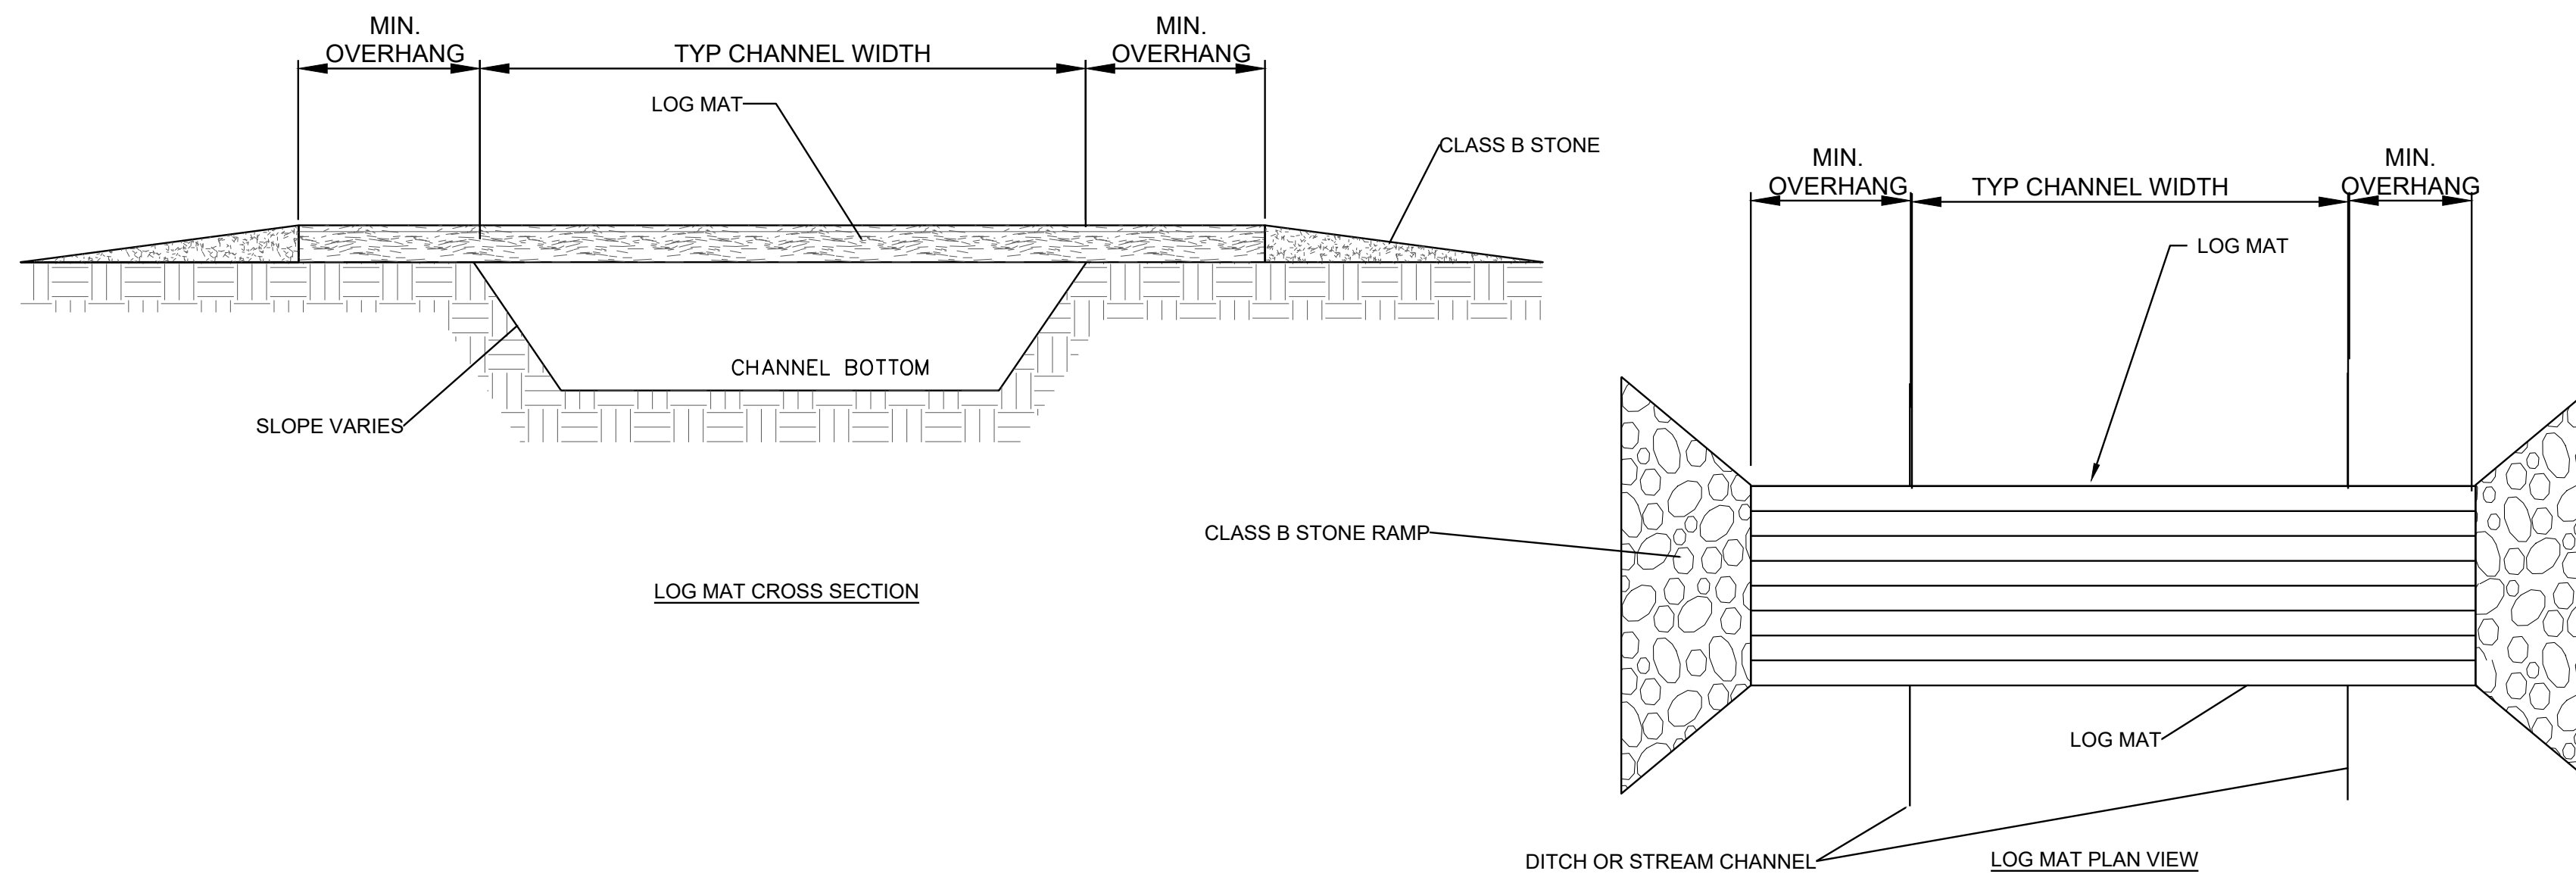 MIN.
OVERHANG
TYP CHANNEL WIDTH
MIN.
OVERHANG
LOG MAT
CLASS B STONE
CHANNEL BOTTOM
SLOPE VARIES
LOG MAT CROSS SECTION
MIN.
OVERHANG
TYP CHANNEL WIDTH
MIN.
OVERHANG
LOG MAT
CLASS B STONE RAMP
LOG MAT
DITCH OR STREAM CHANNEL
LOG MAT PLAN VIEW